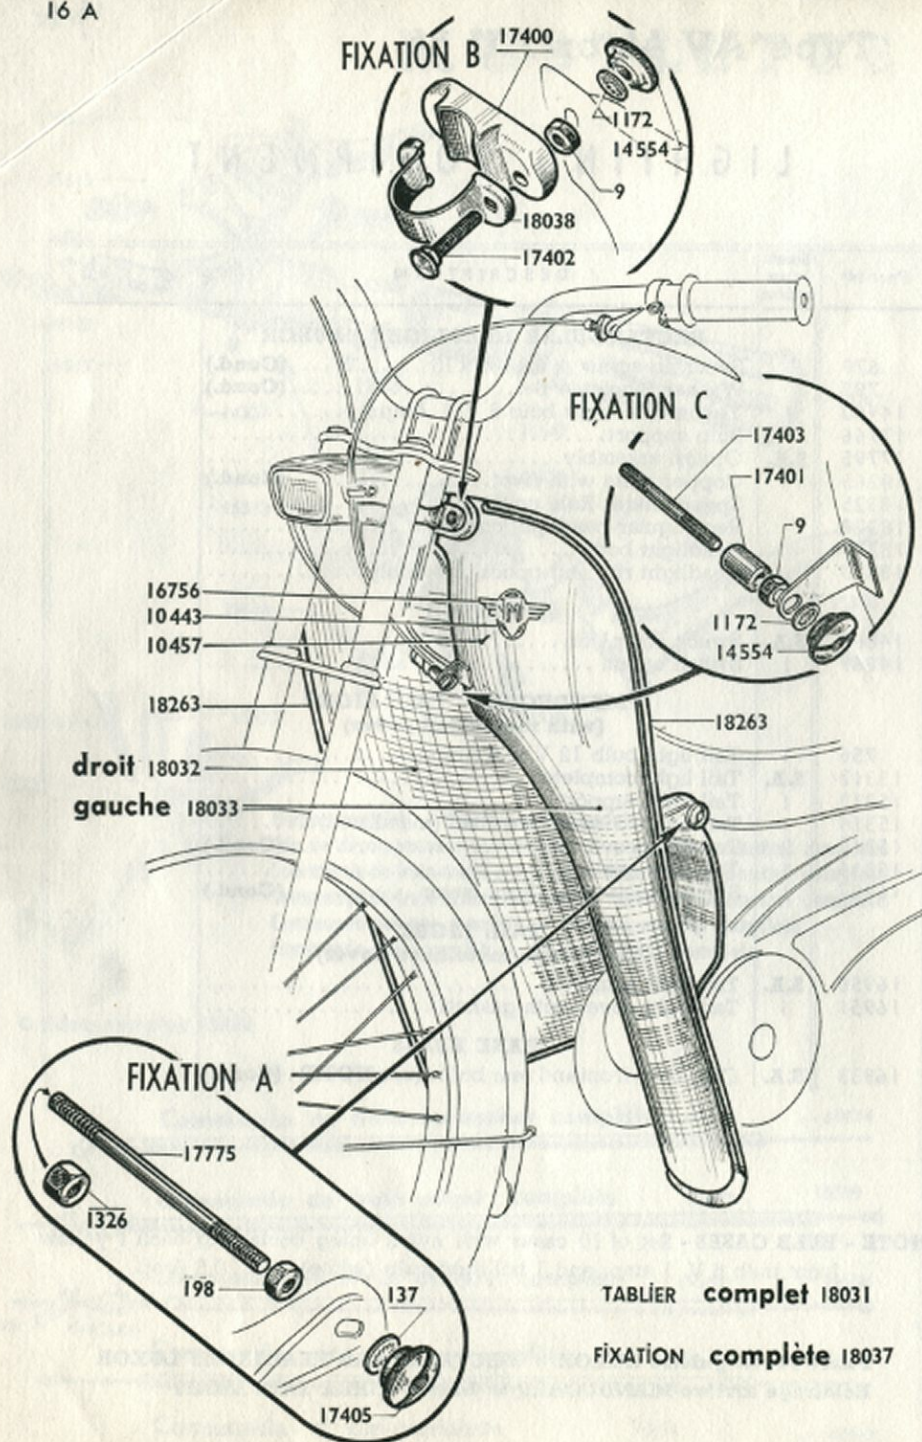 16 A
FIXATION B
17400
1172
14554
9
18038
17402
FIXATION C
17403
17401
9
1172
14554
16756
10443
10457
M
18263
18263
droit 18032
gauche 18033
FIXATION A
17775
1326
198
137
17405
TABLIER complet 18031
FIXATION complète 18037